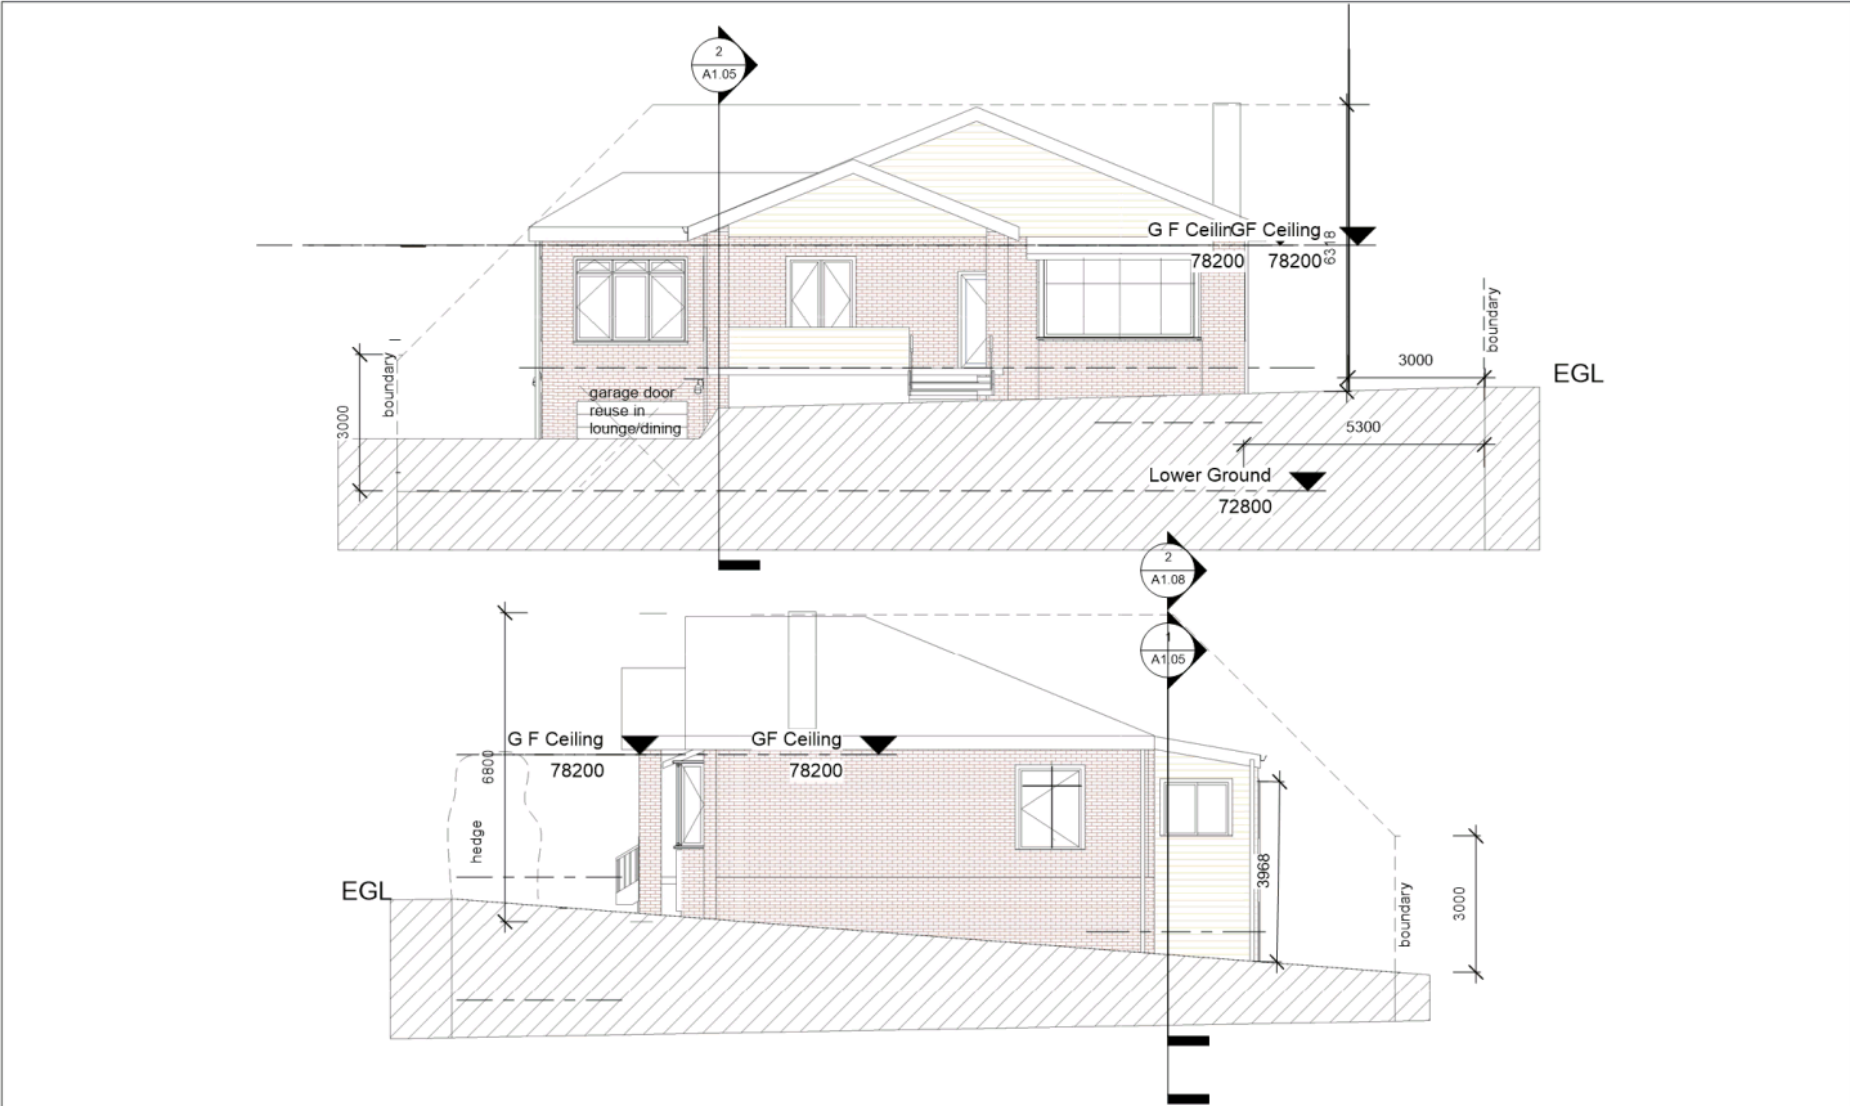 2
A1.05
G F Ceilin
GF Ceiling
78200
78200
6318
boundary
3000
EGL
boundary
3000
garage door
reuse in
lounge/dining
5300
Lower Ground
72800
2
A1.08
1
A1.05
G F Ceiling
78200
GF Ceiling
78200
6800
hedge
3968
EGL
boundary
3000